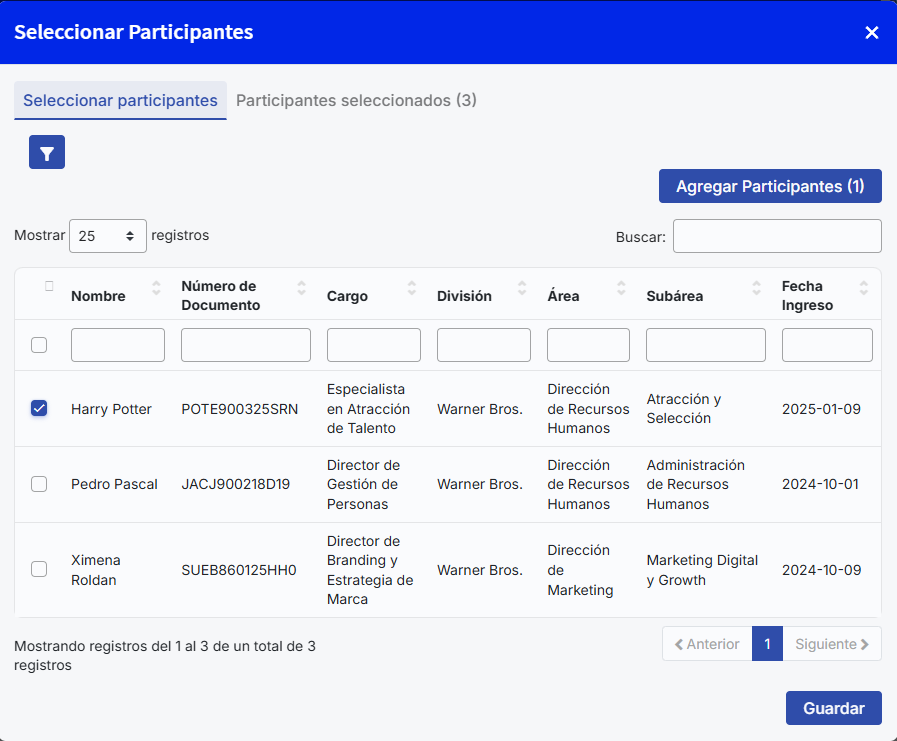 Seleccionar Participantes
Seleccionar participantes
Participantes seleccionados (3)
Agregar Participantes (1)
Mostrar 25 registros
Buscar:
Nombre
Número de
Documento
Cargo
División
Área
Subárea
Fecha
Ingreso
Harry Potter
POTE900325SRN
Especialista
en Atracción
de Talento
Warner Bros.
Dirección
de Recursos
Humanos
Atracción y
Selección
2025-01-09
Pedro Pascal
JACJ900218D19
Director de
Gestión de
Personas
Warner Bros.
Dirección
de Recursos
Humanos
Administración
de Recursos
Humanos
2024-10-01
Ximena
Roldan
SUEB860125HH0
Director de
Branding y
Estrategia de
Marca
Warner Bros.
Dirección
de
Marketing
Marketing Digital
y Growth
2024-10-09
Mostrando registros del 1 al 3 de un total de 3
registros
Anterior
1
Siguiente
Guardar